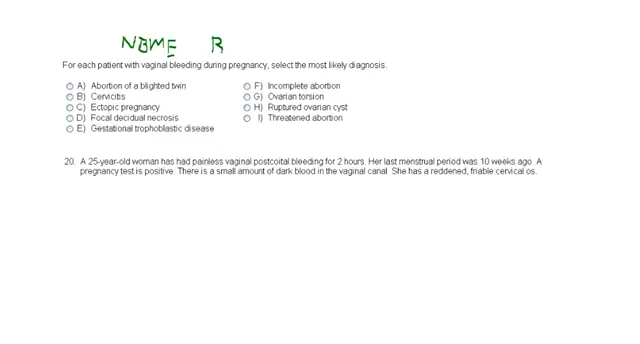 NBME B
For each patient with vaginal bleeding during pregnancy, select the most likely diagnosis.
A) Abortion of a blighted twin
B) Cervicitis
C) Ectopic pregnancy
D) Focal decidual necrosis
E) Gestational trophoblastic disease
F) Incomplete abortion
G) Ovarian torsion
H) Ruptured ovarian cyst
I) Threatened abortion
20. A 25-year-old woman has had painless vaginal postcoital bleeding for 2 hours. Her last menstrual period was 10 weeks ago. A
pregnancy test is positive. There is a small amount of dark blood in the vaginal canal. She has a reddened, friable cervical os.